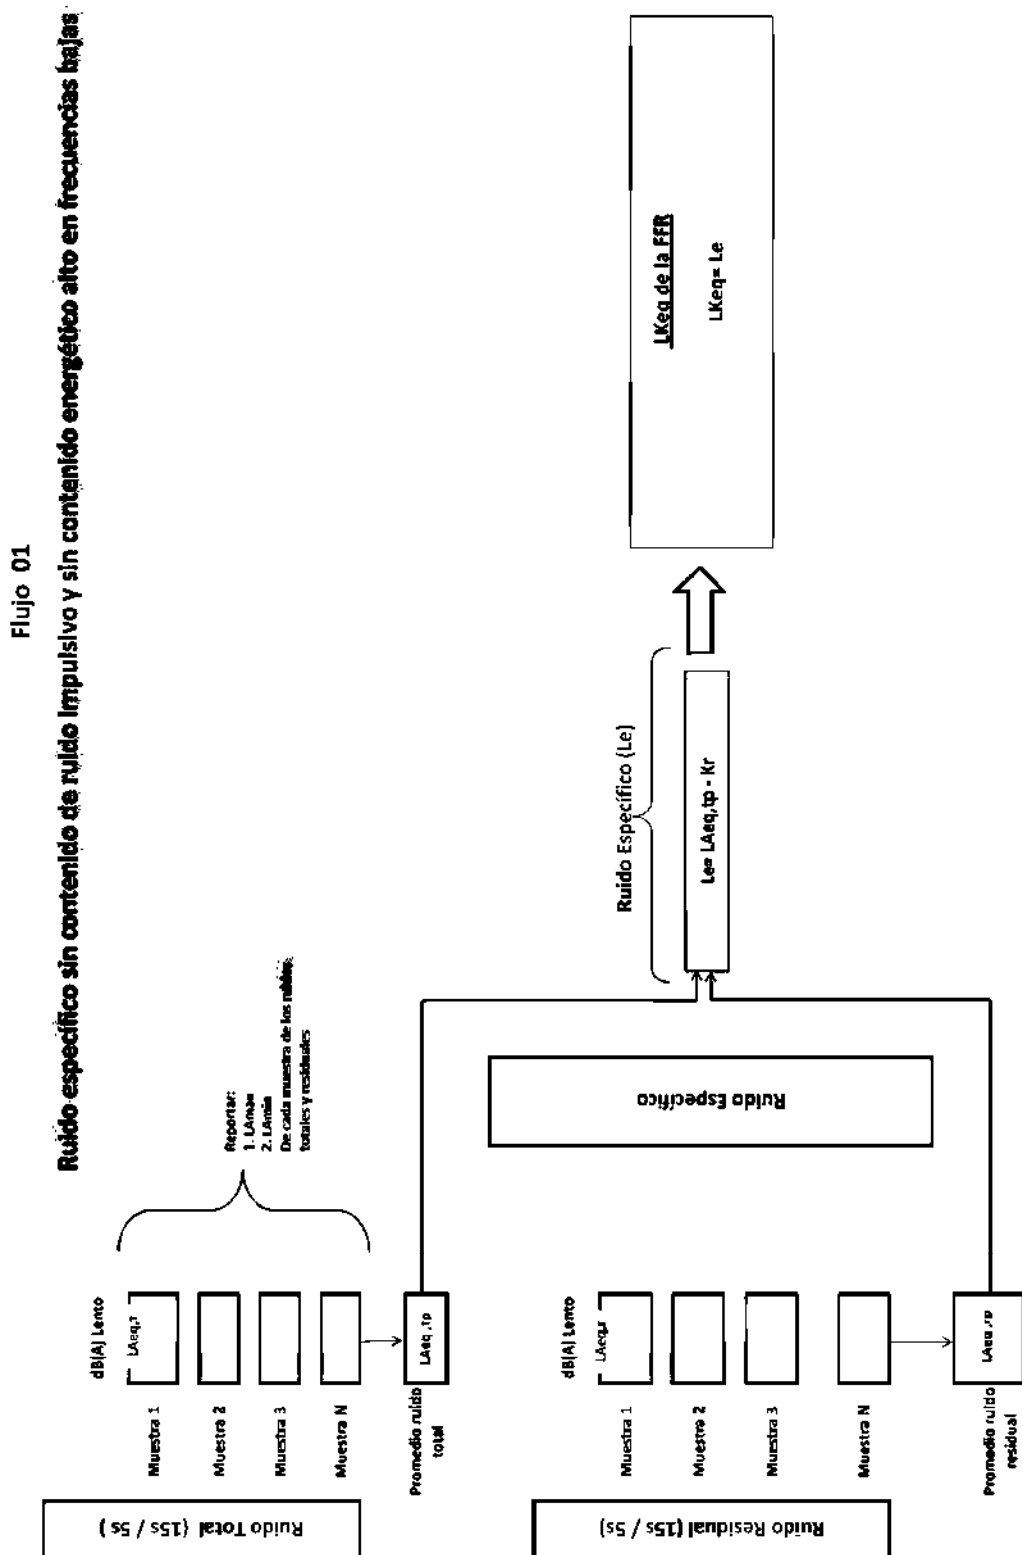 Flujo 01
Ruido específico sin contenido de ruido impulsivo y sin contenido energético alto en frecuencias bajas
Ruido Total (15s / 5s )
dB(A) Lento
Muestra 1
LAeq,t
Muestra 2
Muestra 3
Muestra N
Promedio ruido
total
LAeq ,tp
Reportar:
1. LAmax
2. LAmin
De cada muestra de los ruidos
totales y residuales
Ruido Residual (15s / 5s)
dB(A) Lento
Muestra 1
LAeq,r
Muestra 2
Muestra 3
Muestra N
Promedio ruido
residual
LAeq ,rp
Ruido Específico
Ruido Específico (Le)
Le= LAeq,tp - Kr
LKeq de la FFR
LKeq= Le